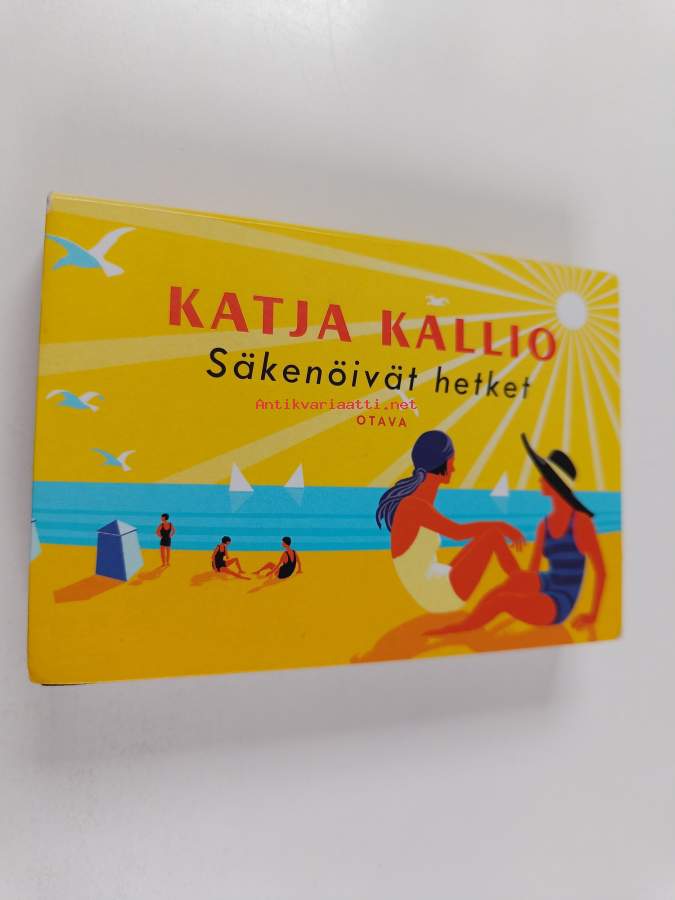 KATJA KALLIO
Säkenöivät hetket
Antikvariaatti.net
OTAVA